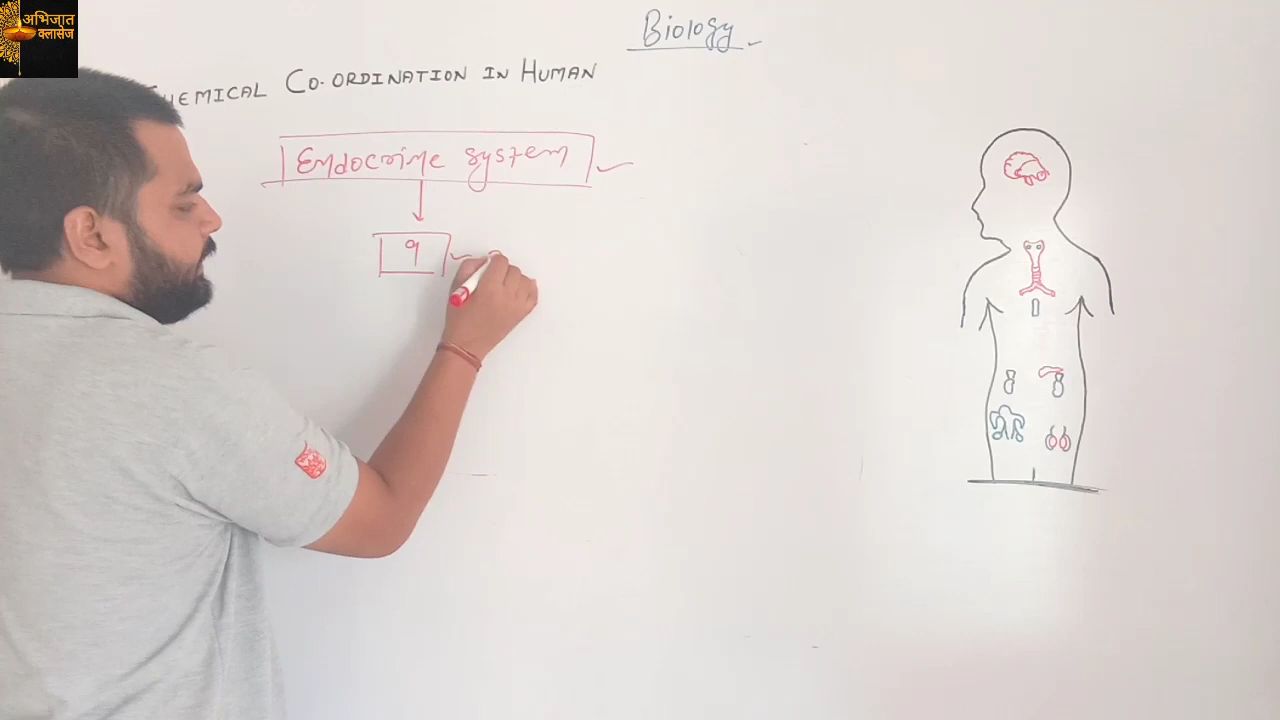 अभिजात
क्लासेज
Biology
CHEMICAL CO-ORDINATION IN HUMAN
Endocrine system
9